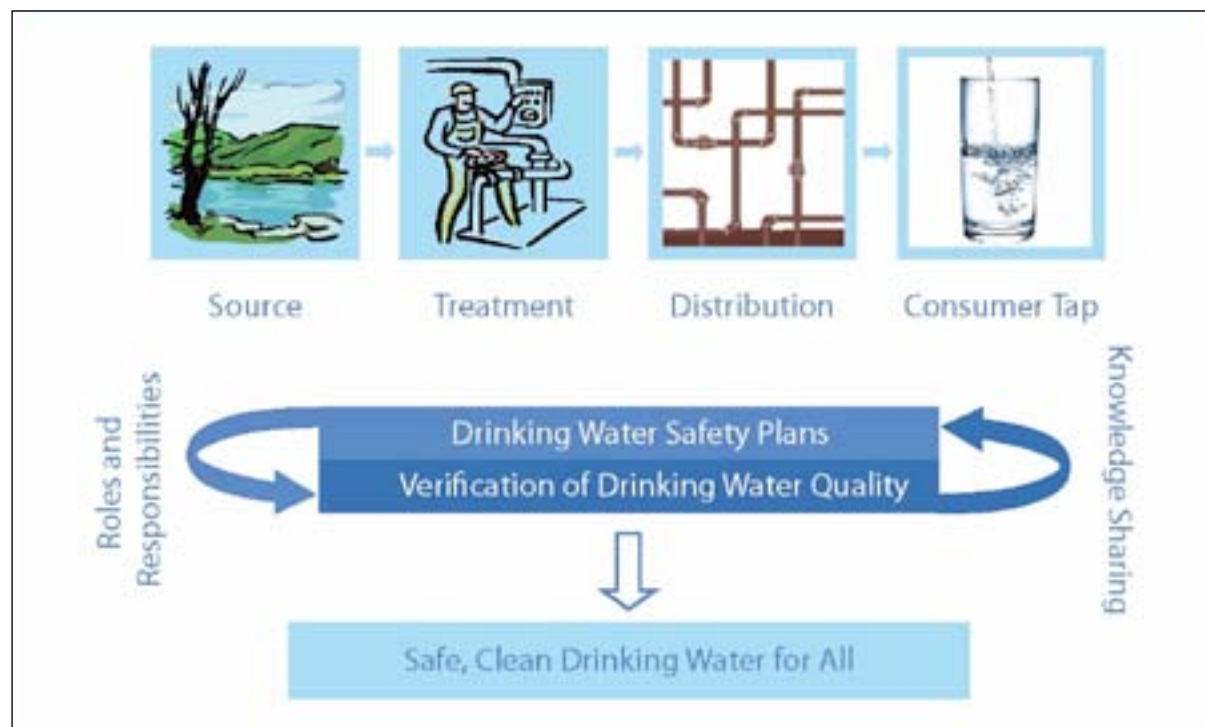 Source
Treatment
Distribution
Consumer Tap
Roles and
Responsibilities
Drinking Water Safety Plans
Verification of Drinking Water Quality
Knowledge Sharing
Safe, Clean Drinking Water for All